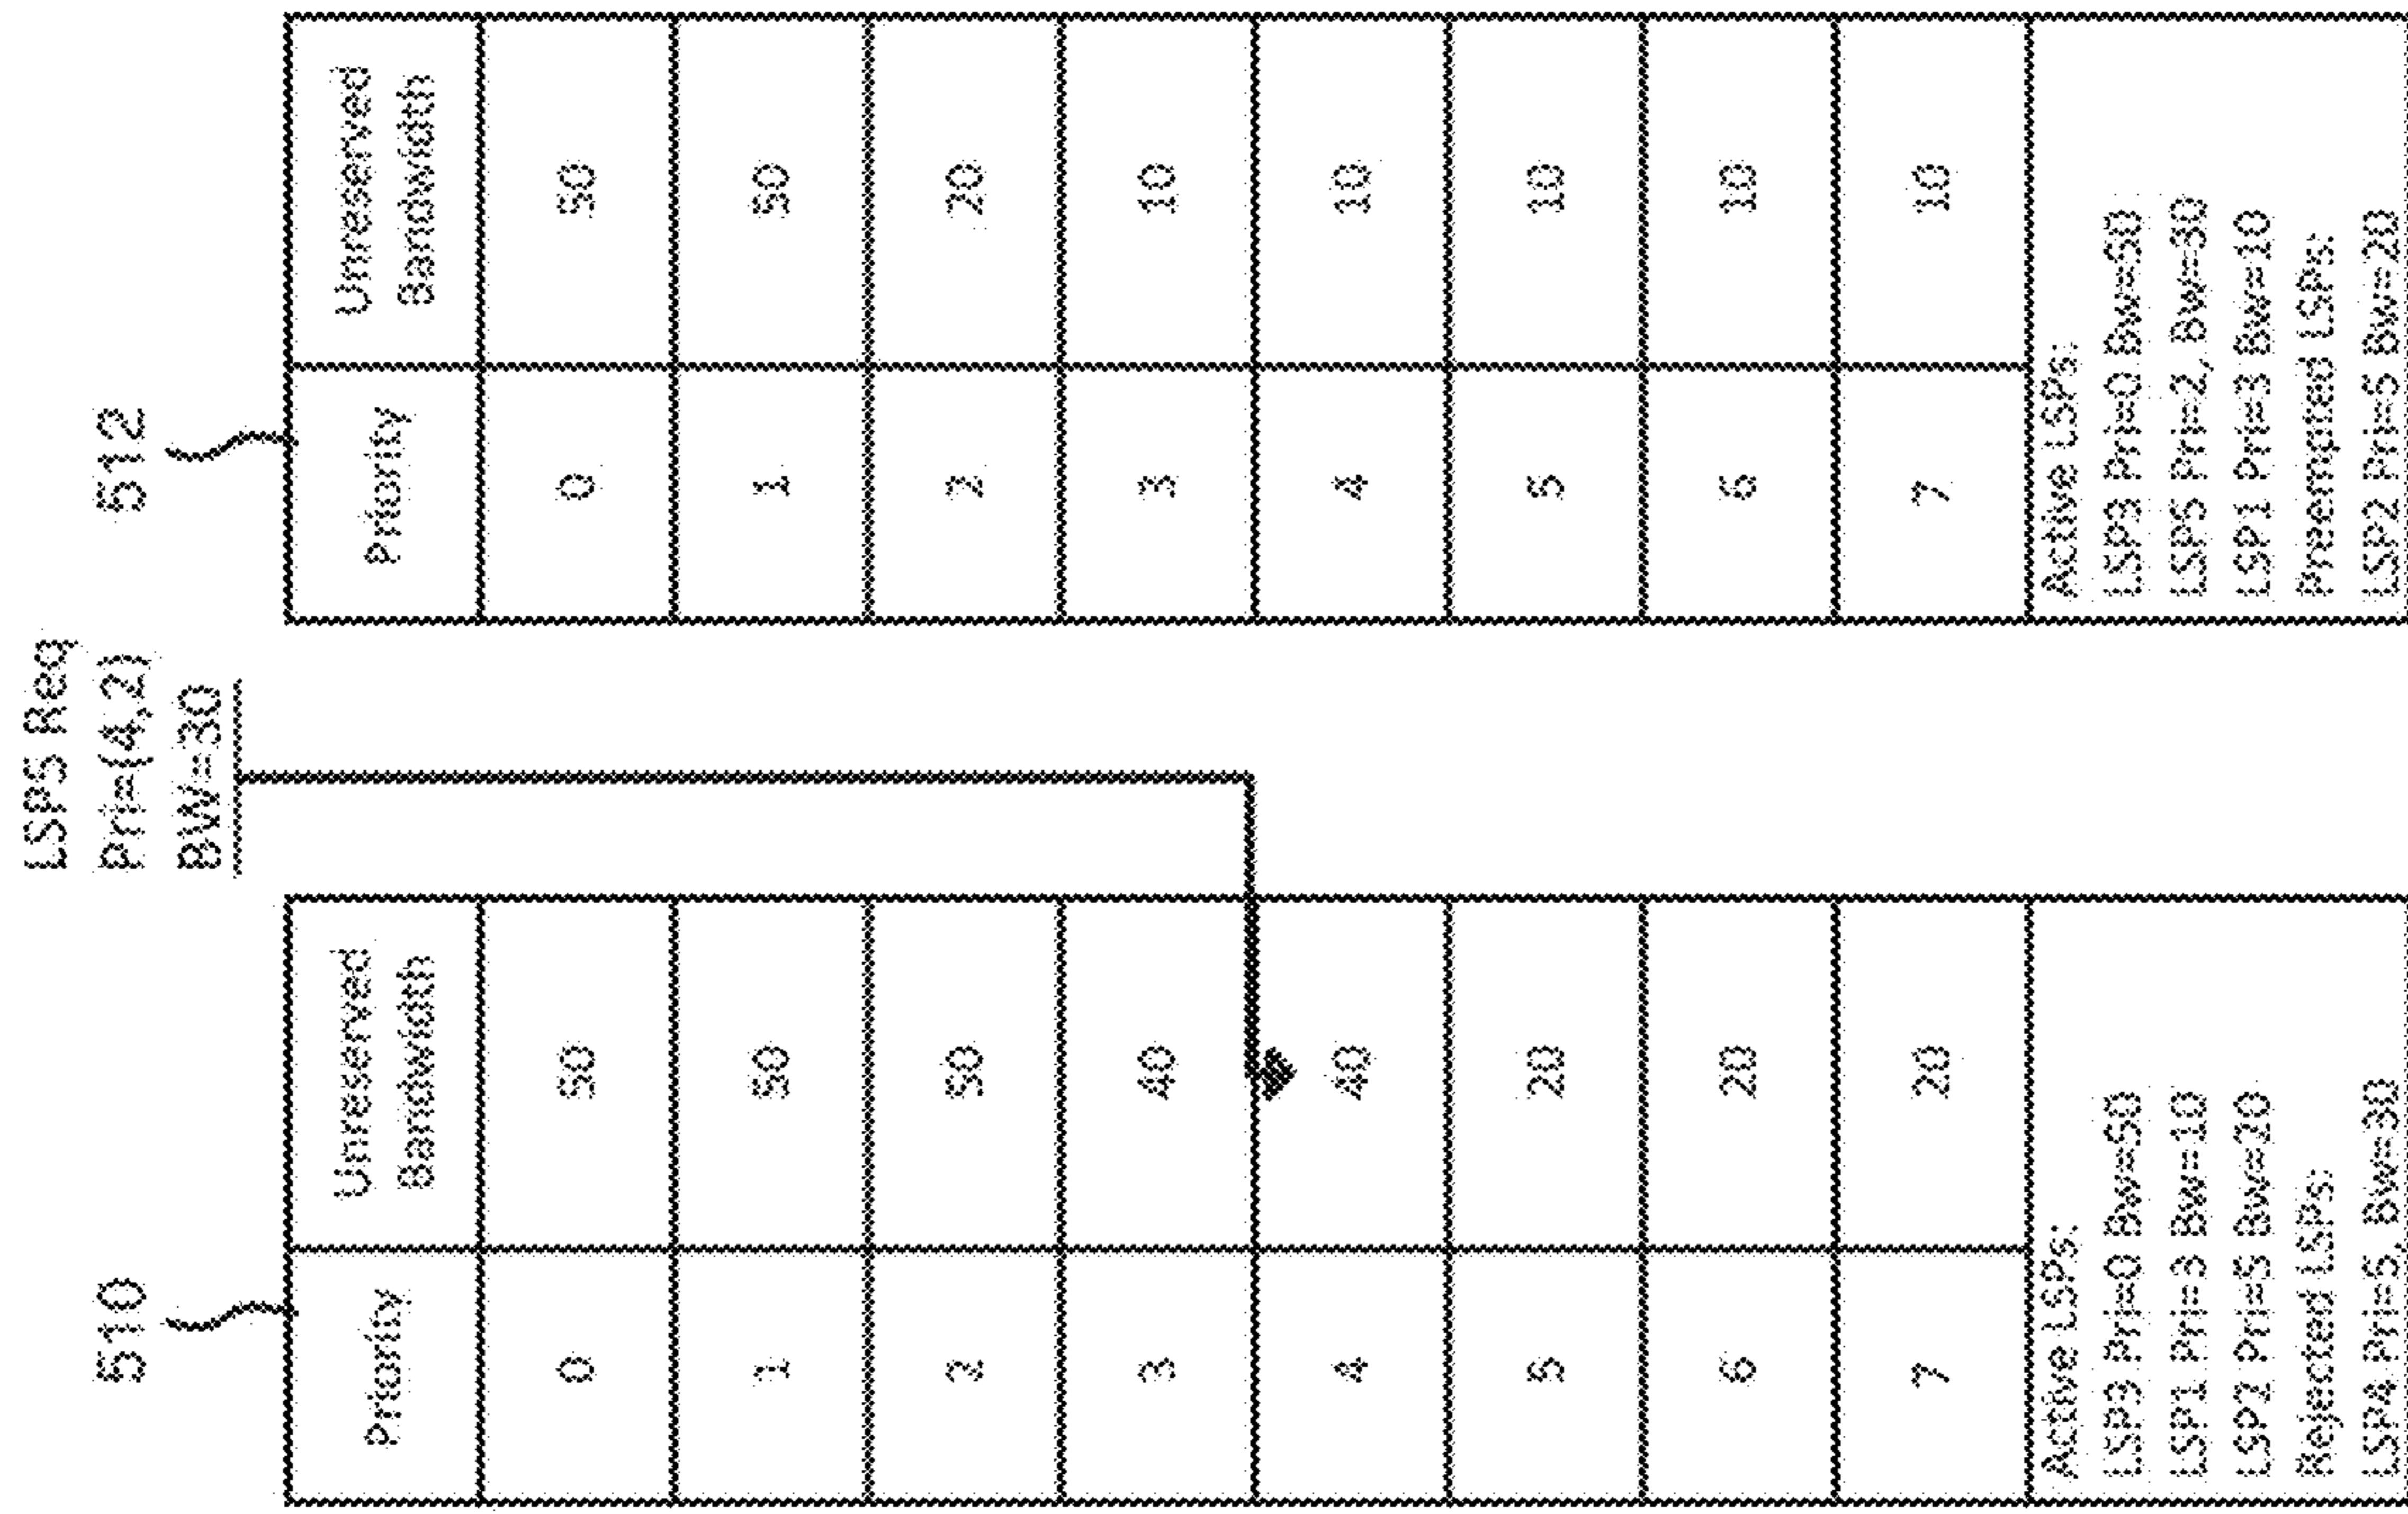 510
Priority Unreserved Bandwidth
0 50
1 50
2 50
3 40
4 40
5 20
6 20
7 20
Active LSPs:
LSP3 Pri=0 Bw=50
LSP1 Pri=3 Bw=10
LSP2 Pri=5 Bw=20
Rejected LSPs:
LSP4 Pri=5, Bw=30
LSP5 Req
Pri=(4,2)
BW=30
512
Priority Unreserved Bandwidth
0 50
1 50
2 20
3 10
4 10
5 10
6 10
7 10
Active LSPs:
LSP3 Pri=0 Bw=50
LSP5 Pri=2, Bw=30
LSP1 Pri=3 Bw=10
Preempted LSPs:
LSP2 Pri=5 Bw=20